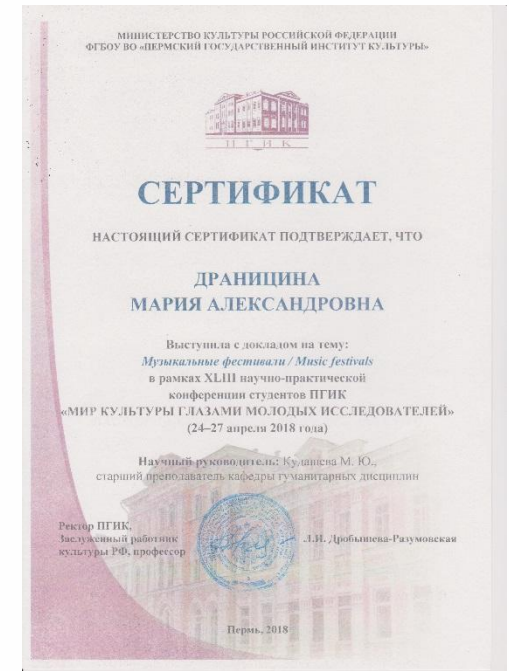 МИНИСТЕРСТВО КУЛЬТУРЫ РОССИЙСКОЙ ФЕДЕРАЦИИ
ФГБОУ ВО «ПЕРМСКИЙ ГОСУДАРСТВЕННЫЙ ИНСТИТУТ КУЛЬТУРЫ»
ПГИК
СЕРТИФИКАТ
НАСТОЯЩИЙ СЕРТИФИКАТ ПОДТВЕРЖДАЕТ, ЧТО
ДРАНИЦИНА
МАРИЯ АЛЕКСАНДРОВНА
Выступила с докладом на тему:
Музыкальные фестивали / Music festivals
в рамках XLIII научно-практической
конференции студентов ПГИК
«МИР КУЛЬТУРЫ ГЛАЗАМИ МОЛОДЫХ ИССЛЕДОВАТЕЛЕЙ»
(24–27 апреля 2018 года)
Научный руководитель: М. Ю.,
старший преподаватель кафедры гуманитарных дисциплин
Ректор ПГИК,
Заслуженный работник
культуры РФ, профессор
Л.И. Дробышева-Разумовская
Пермь, 2018